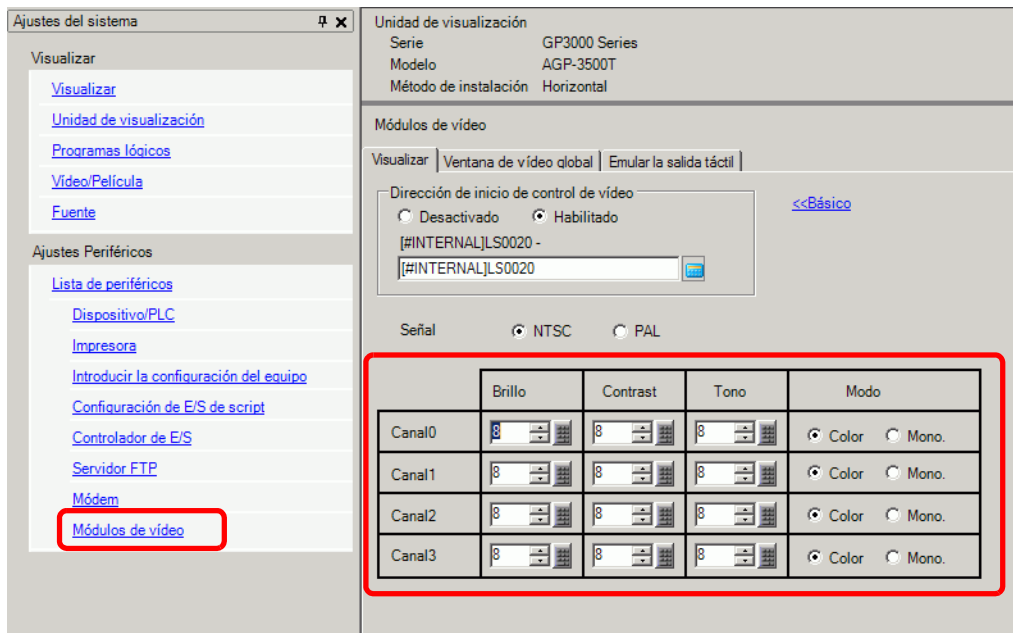 Ajustes del sistema
Visualizar
Visualizar
Unidad de visualización
Programas lógicos
Vídeo/Película
Fuente
Ajustes Periféricos
Lista de periféricos
Dispositivo/PLC
Impresora
Introducir la configuración del equipo
Configuración de E/S de script
Controlador de E/S
Servidor FTP
Módem
Módulos de vídeo
Unidad de visualización
Serie GP3000 Series
Modelo AGP-3500T
Método de instalación Horizontal
Módulos de vídeo
Visualizar Ventana de vídeo global Emular la salida táctil
Dirección de inicio de control de vídeo
<<Básico
Desactivado Habilitado
[#INTERNAL]LS0020 -
[#INTERNAL]LS0020
Señal NTSC PAL
Brillo Contrast Tono Modo
Canal0 8 8 8 Color Mono.
Canal1 8 8 8 Color Mono.
Canal2 8 8 8 Color Mono.
Canal3 8 8 8 Color Mono.